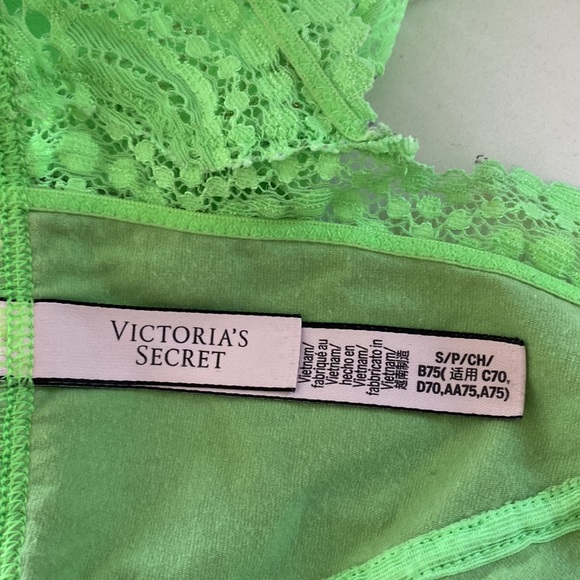 VICTORIA'S
SECRET
Vietnam/
fabriqué au
Vietnam/
hecho en
Vietnam/
fabbricato in
Vietnam/
越南制造
S/P/CH/
B75( 适用 C70,
D70,AA75,A75)